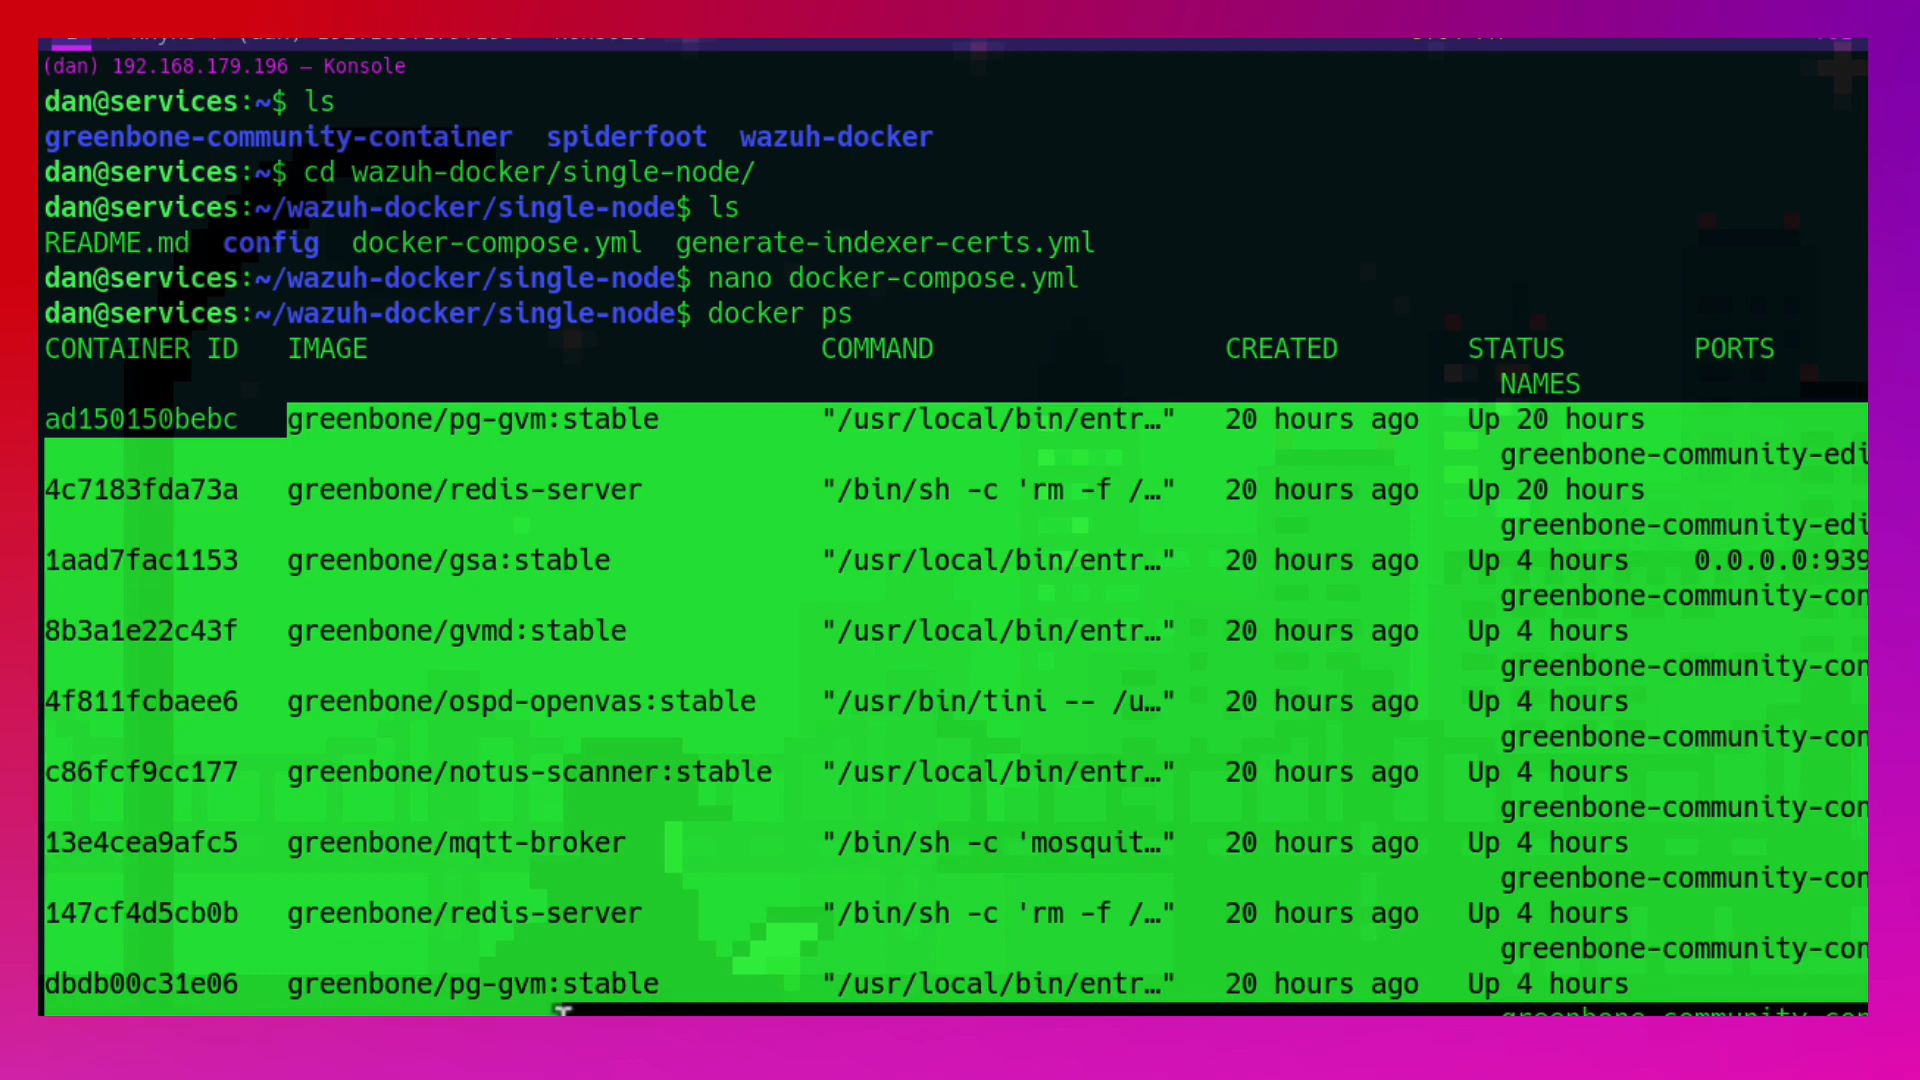 (dan) 192.168.179.196 — Konsole
dan@services:~$ ls
greenbone-community-container  spiderfoot  wazuh-docker
dan@services:~$ cd wazuh-docker/single-node/
dan@services:~/wazuh-docker/single-node$ ls
README.md  config  docker-compose.yml  generate-indexer-certs.yml
dan@services:~/wazuh-docker/single-node$ nano docker-compose.yml
dan@services:~/wazuh-docker/single-node$ docker ps
CONTAINER ID   IMAGE   COMMAND   CREATED   STATUS   PORTS
NAMES
ad150150bebc   greenbone/pg-gvm:stable   "/usr/local/bin/entr…"   20 hours ago   Up 20 hours
greenbone-community-edi
4c7183fda73a   greenbone/redis-server   "/bin/sh -c 'rm -f /…"   20 hours ago   Up 20 hours
greenbone-community-edi
1aad7fac1153   greenbone/gsa:stable   "/usr/local/bin/entr…"   20 hours ago   Up 4 hours   0.0.0.0:939
greenbone-community-con
8b3a1e22c43f   greenbone/gvmd:stable   "/usr/local/bin/entr…"   20 hours ago   Up 4 hours
greenbone-community-con
4f811fcbaee6   greenbone/ospd-openvas:stable   "/usr/bin/tini -- /u…"   20 hours ago   Up 4 hours
greenbone-community-con
c86fcf9cc177   greenbone/notus-scanner:stable   "/usr/local/bin/entr…"   20 hours ago   Up 4 hours
greenbone-community-con
13e4cea9afc5   greenbone/mqtt-broker   "/bin/sh -c 'mosquit…"   20 hours ago   Up 4 hours
greenbone-community-con
147cf4d5cb0b   greenbone/redis-server   "/bin/sh -c 'rm -f /…"   20 hours ago   Up 4 hours
greenbone-community-con
dbdb00c31e06   greenbone/pg-gvm:stable   "/usr/local/bin/entr…"   20 hours ago   Up 4 hours
greenbone-community-con